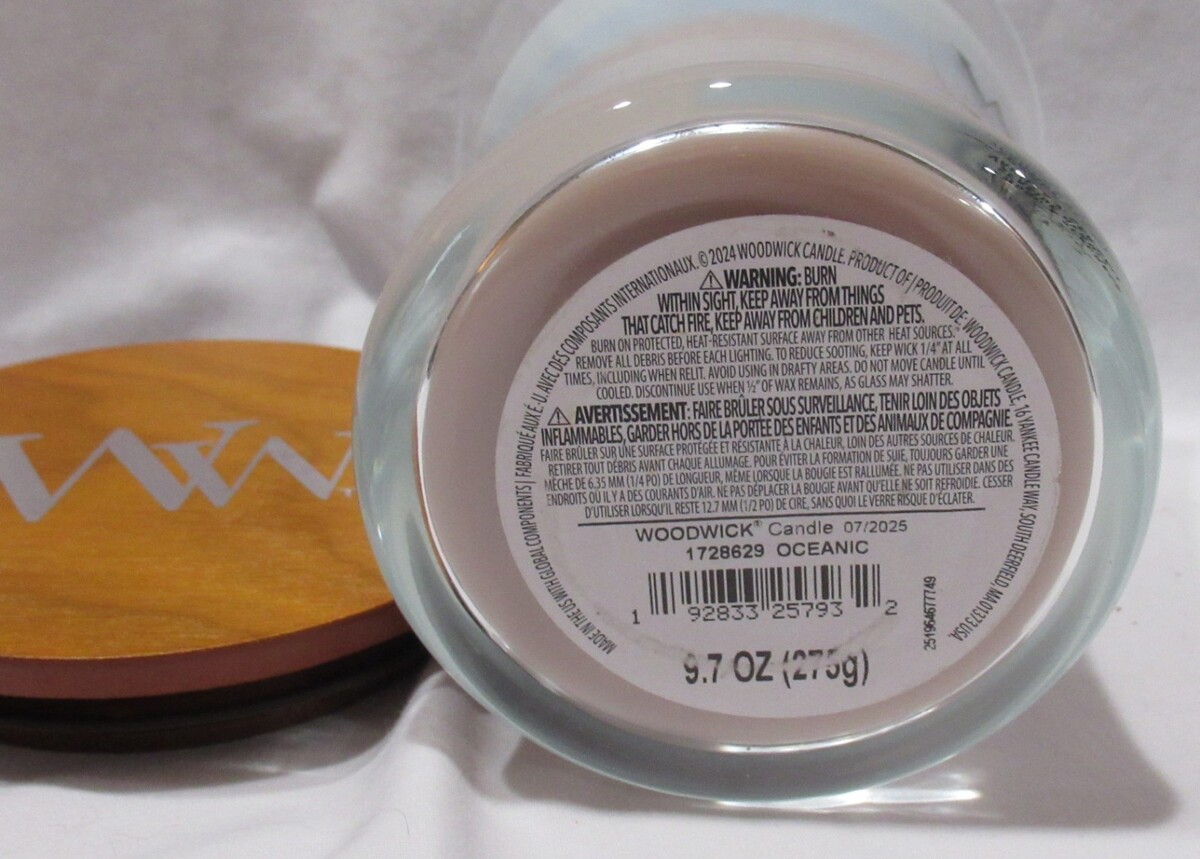 WW
MADE IN THE US WITH GLOBAL COMPONENTS | FABRIQUÉ AUX É.-U. AVEC DES COMPOSANTS INTERNATIONAUX. © 2024 WOODWICK CANDLE. PRODUCT OF | PRODUIT DE: WOODWICK CANDLE, 16 YANKEE CANDLE WAY, SOUTH DEERFIELD, MA 01373 USA.
⚠ WARNING: BURN
WITHIN SIGHT, KEEP AWAY FROM THINGS
THAT CATCH FIRE, KEEP AWAY FROM CHILDREN AND PETS.
BURN ON PROTECTED, HEAT-RESISTANT SURFACE AWAY FROM OTHER HEAT SOURCES.
REMOVE ALL DEBRIS BEFORE EACH LIGHTING. TO REDUCE SOOTING, KEEP WICK 1/4" AT ALL
TIMES, INCLUDING WHEN RELIT. AVOID USING IN DRAFTY AREAS. DO NOT MOVE CANDLE UNTIL
COOLED. DISCONTINUE USE WHEN ½" OF WAX REMAINS, AS GLASS MAY SHATTER.
⚠ AVERTISSEMENT: FAIRE BRÛLER SOUS SURVEILLANCE, TENIR LOIN DES OBJETS
INFLAMMABLES, GARDER HORS DE LA PORTÉE DES ENFANTS ET DES ANIMAUX DE COMPAGNIE.
FAIRE BRÛLER SUR UNE SURFACE PROTÉGÉE ET RÉSISTANTE À LA CHALEUR, LOIN DES AUTRES SOURCES DE CHALEUR.
RETIRER TOUT DÉBRIS AVANT CHAQUE ALLUMAGE. POUR ÉVITER LA FORMATION DE SUIE, TOUJOURS GARDER UNE
MÈCHE DE 6.35 MM (1/4 PO) DE LONGUEUR, MÊME LORSQUE LA BOUGIE EST RALLUMÉE. NE PAS UTILISER DANS DES
ENDROITS OÙ IL Y A DES COURANTS D'AIR. NE PAS DÉPLACER LA BOUGIE AVANT QU'ELLE NE SOIT REFROIDIE. CESSER
D'UTILISER LORSQU'IL RESTE 12.7 MM (1/2 PO) DE CIRE, SANS QUOI LE VERRE RISQUE D'ÉCLATER.
WOODWICK® Candle 07/2025
1728629 OCEANIC
1 92833 25793 2
251954677749
9.7 OZ (275g)